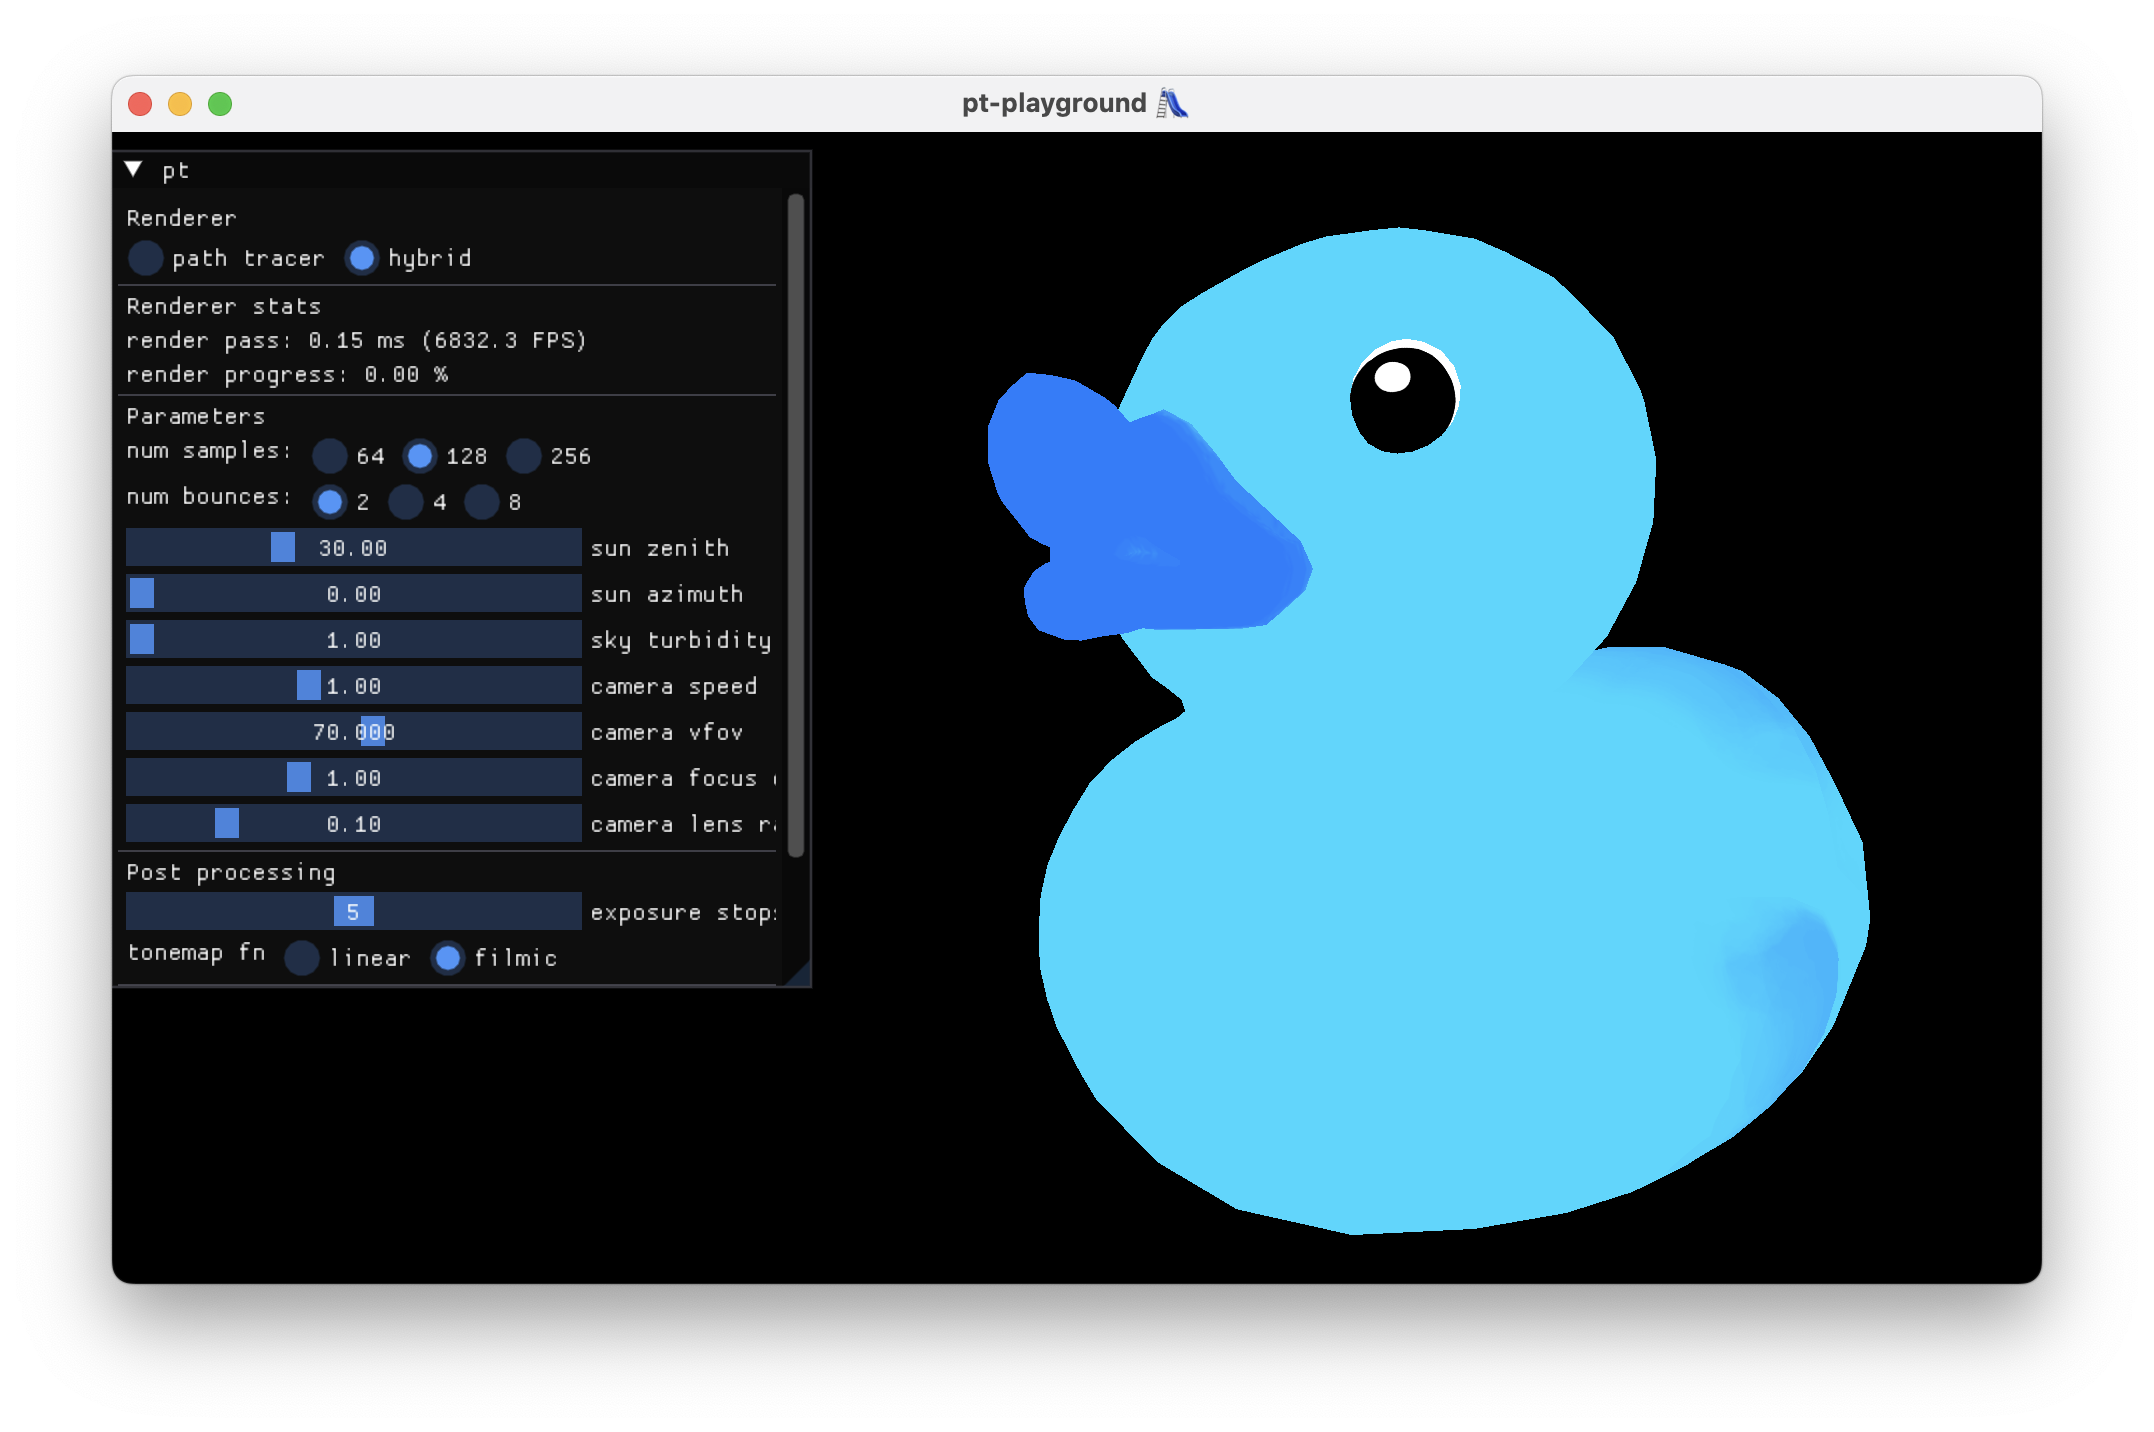 pt-playground 🛝
pt
Renderer
path tracer hybrid
Renderer stats
render pass: 0.15 ms (6832.3 FPS)
render progress: 0.00 %
Parameters
num samples: 64 128 256
num bounces: 2 4 8
30.00 sun zenith
0.00 sun azimuth
1.00 sky turbidity
1.00 camera speed
70.000 camera vfov
1.00 camera focus
0.10 camera lens
Post processing
5 exposure stop
tonemap fn linear filmic